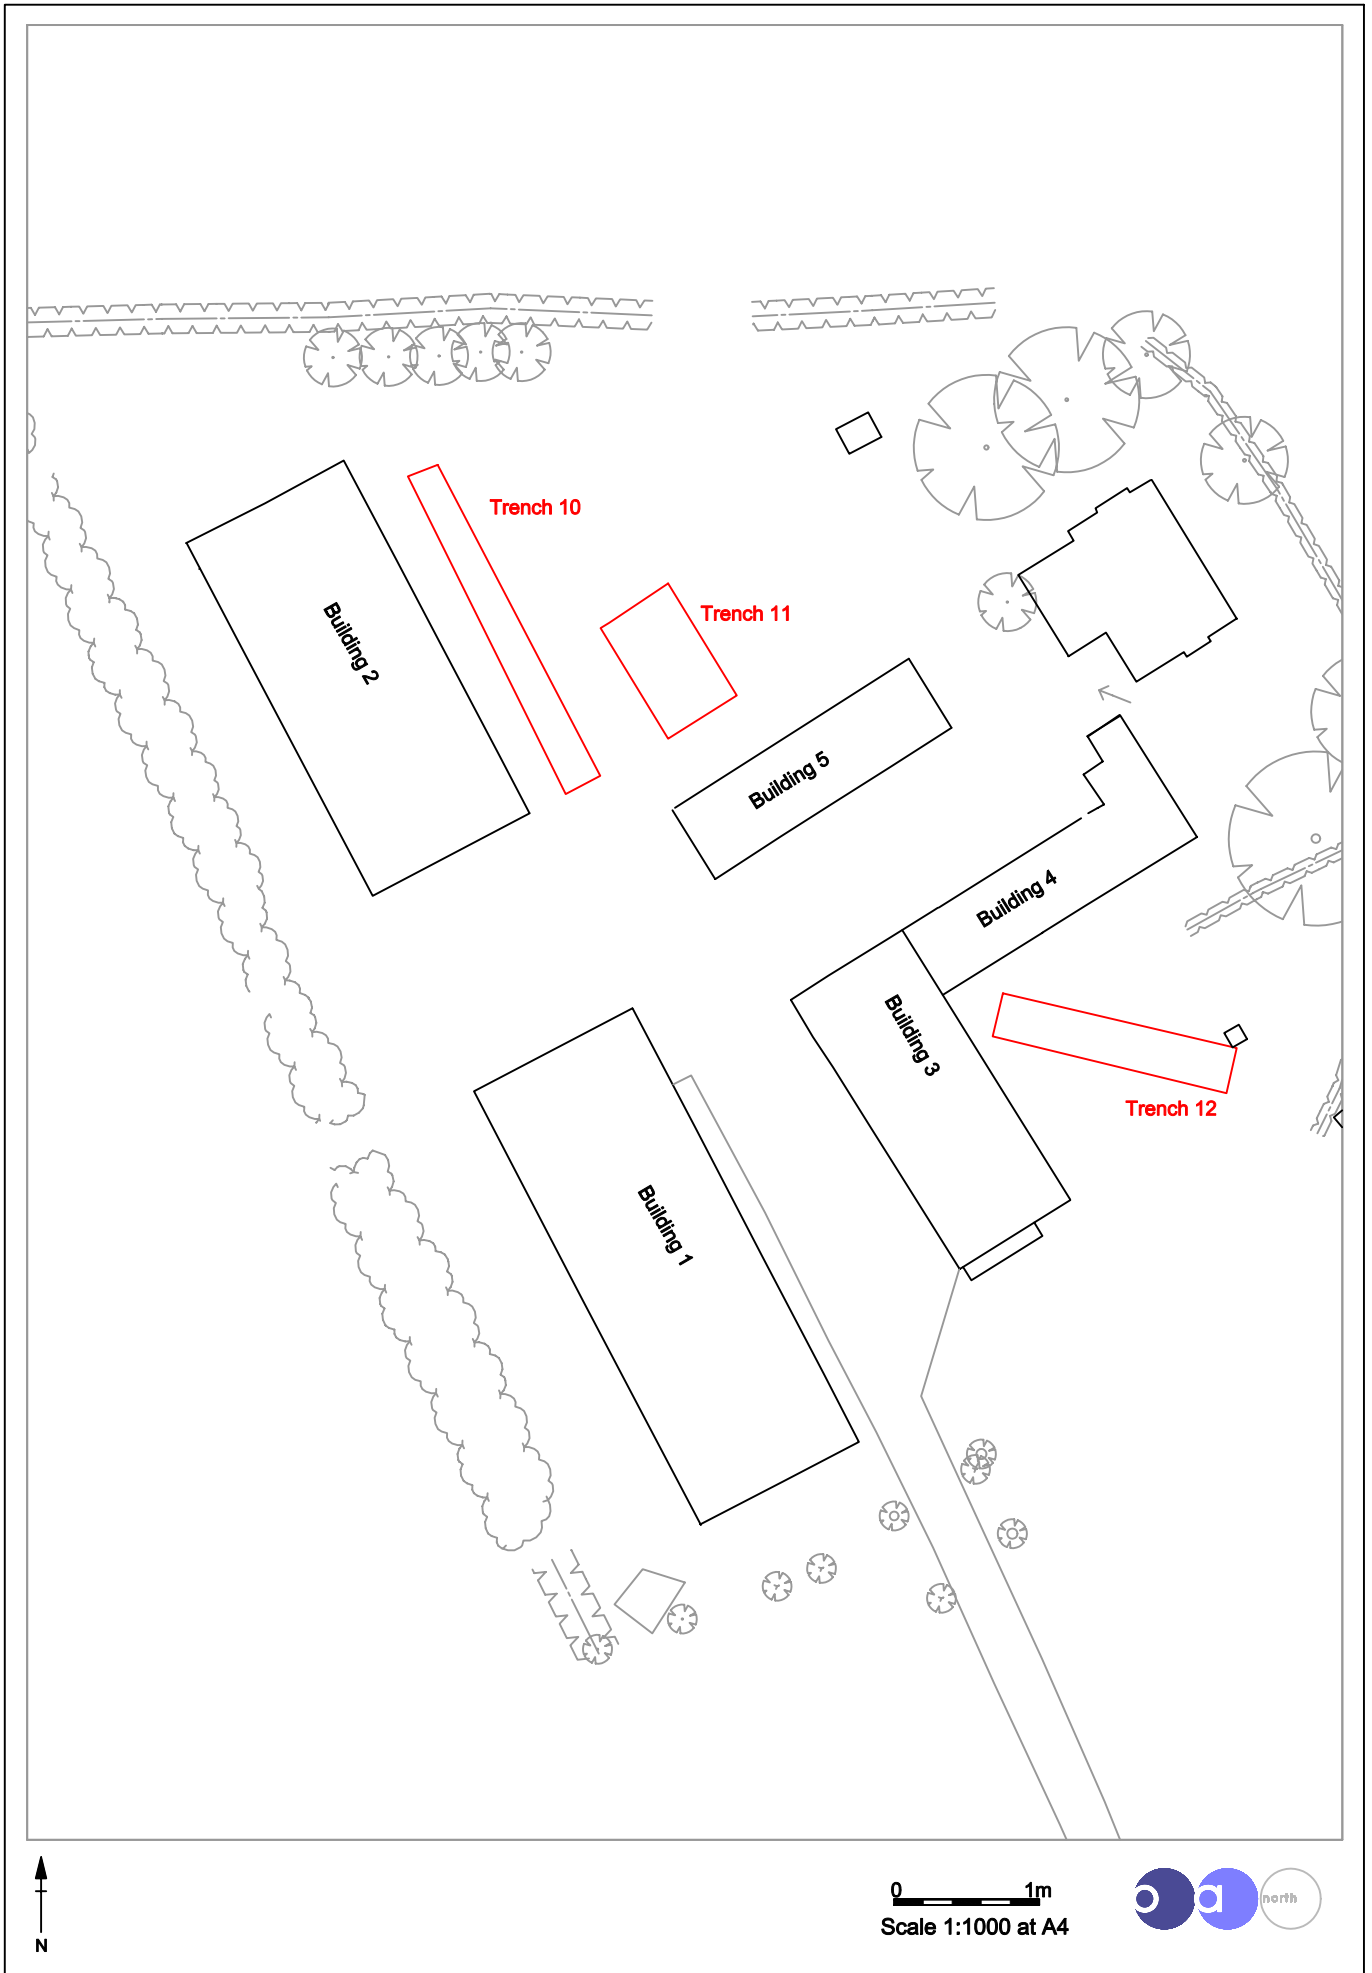 Trench 10
Trench 11
Building 2
Building 5
Building 4
Building 3
Trench 12
Building 1
0 1m
Scale 1:1000 at A4
N
oa north